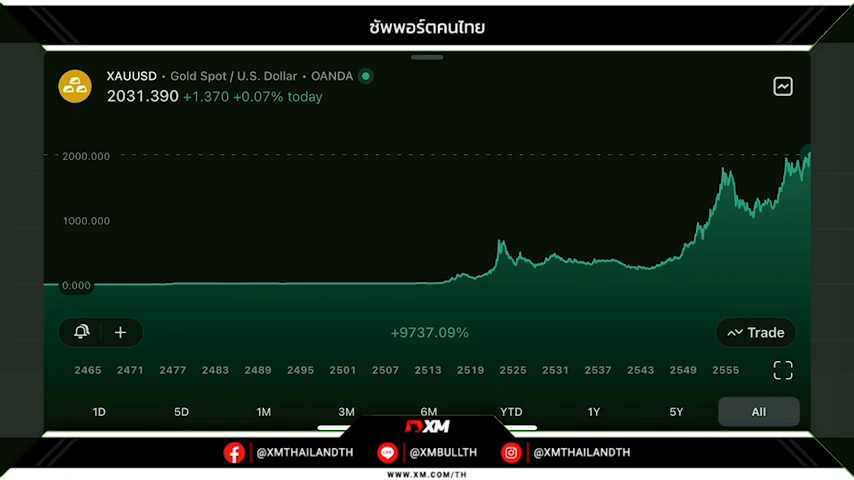 ซัพพอร์ตคนไทย
XAUUSD • Gold Spot / U.S. Dollar • OANDA
2031.390 +1.370 +0.07% today
2000.000
1000.000
0.000
+9737.09%
Trade
2465 2471 2477 2483 2489 2495 2501 2507 2513 2519 2525 2531 2537 2543 2549 2555
1D 5D 1M 3M 6M YTD 1Y 5Y All
XM
@XMTHAILANDTH @XMBULLTH @XMTHAILANDTH
WWW.XM.COM/TH